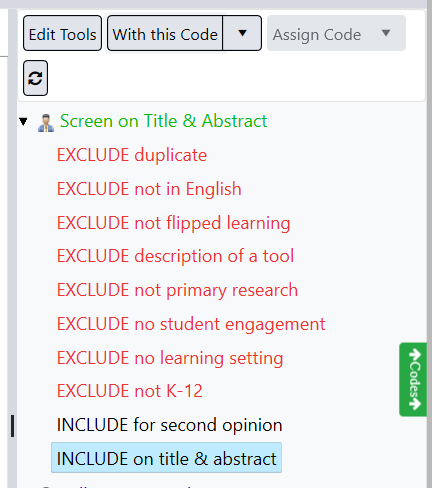 Edit Tools With this Code Assign Code
Screen on Title & Abstract
EXCLUDE duplicate
EXCLUDE not in English
EXCLUDE not flipped learning
EXCLUDE description of a tool
EXCLUDE not primary research
EXCLUDE no student engagement
EXCLUDE no learning setting
EXCLUDE not K-12
INCLUDE for second opinion
INCLUDE on title & abstract
Codes